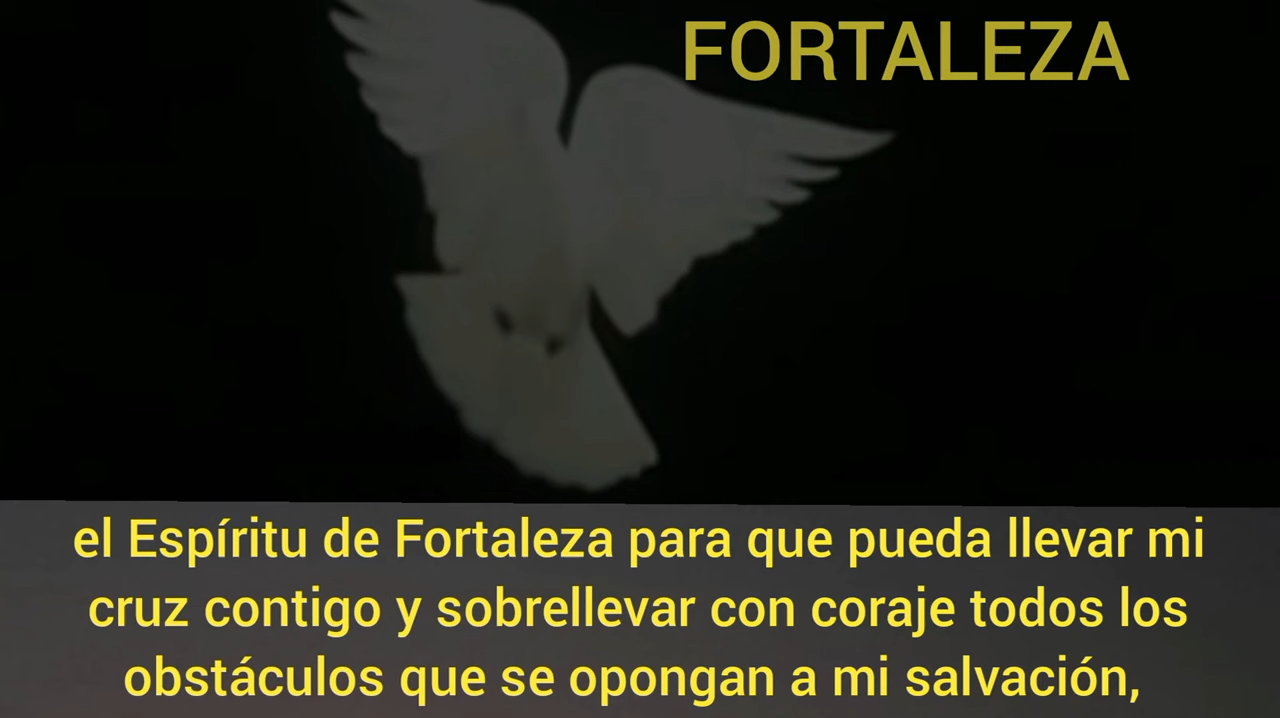 FORTALEZA
el Espíritu de Fortaleza para que pueda llevar mi
cruz contigo y sobrellevar con coraje todos los
obstáculos que se opongan a mi salvación,